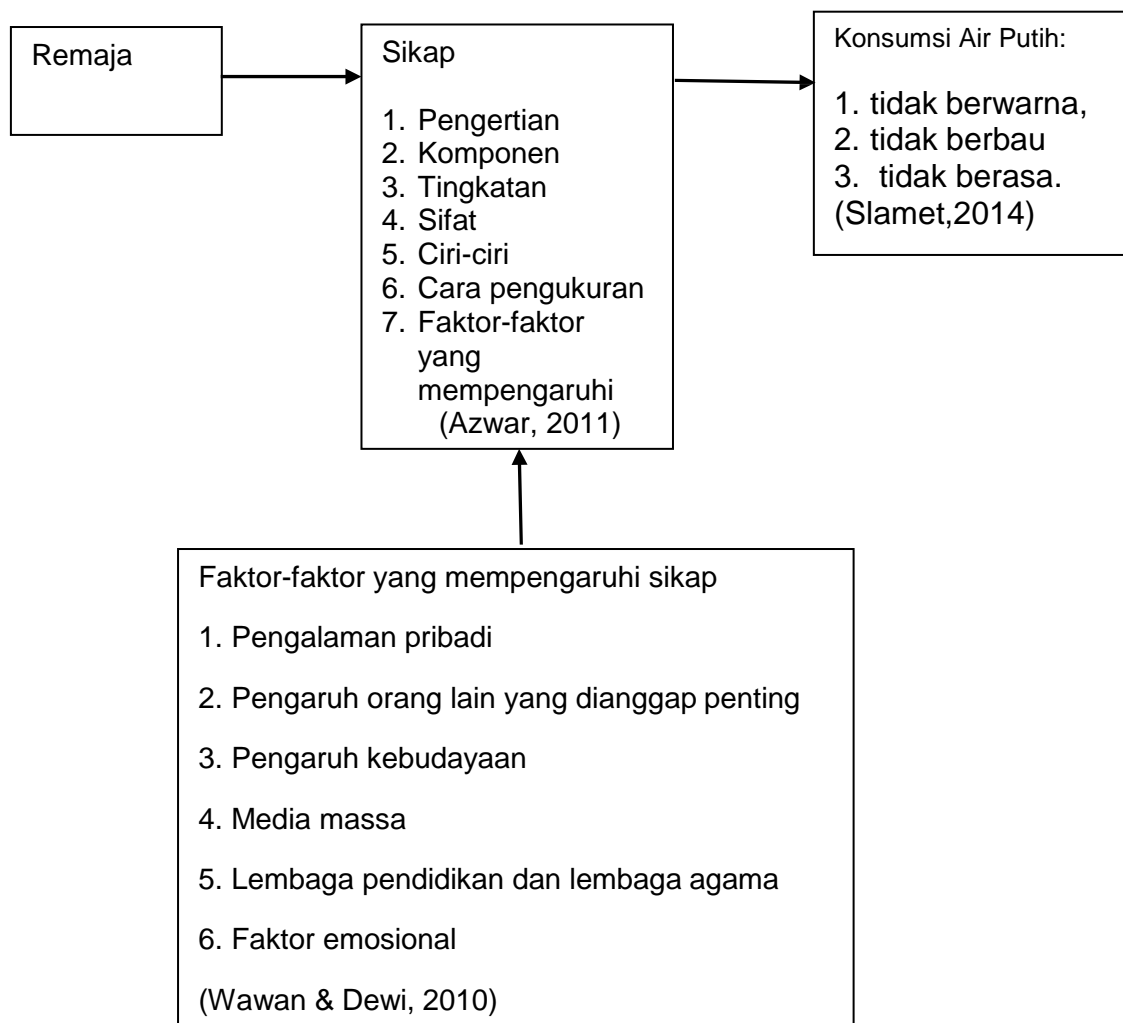 Remaja
Sikap
1. Pengertian
2. Komponen
3. Tingkatan
4. Sifat
5. Ciri-ciri
6. Cara pengukuran
7. Faktor-faktor
yang
mempengaruhi
(Azwar, 2011)
Konsumsi Air Putih:
1. tidak berwarna,
2. tidak berbau
3. tidak berasa.
(Slamet,2014)
Faktor-faktor yang mempengaruhi sikap
1. Pengalaman pribadi
2. Pengaruh orang lain yang dianggap penting
3. Pengaruh kebudayaan
4. Media massa
5. Lembaga pendidikan dan lembaga agama
6. Faktor emosional
(Wawan & Dewi, 2010)